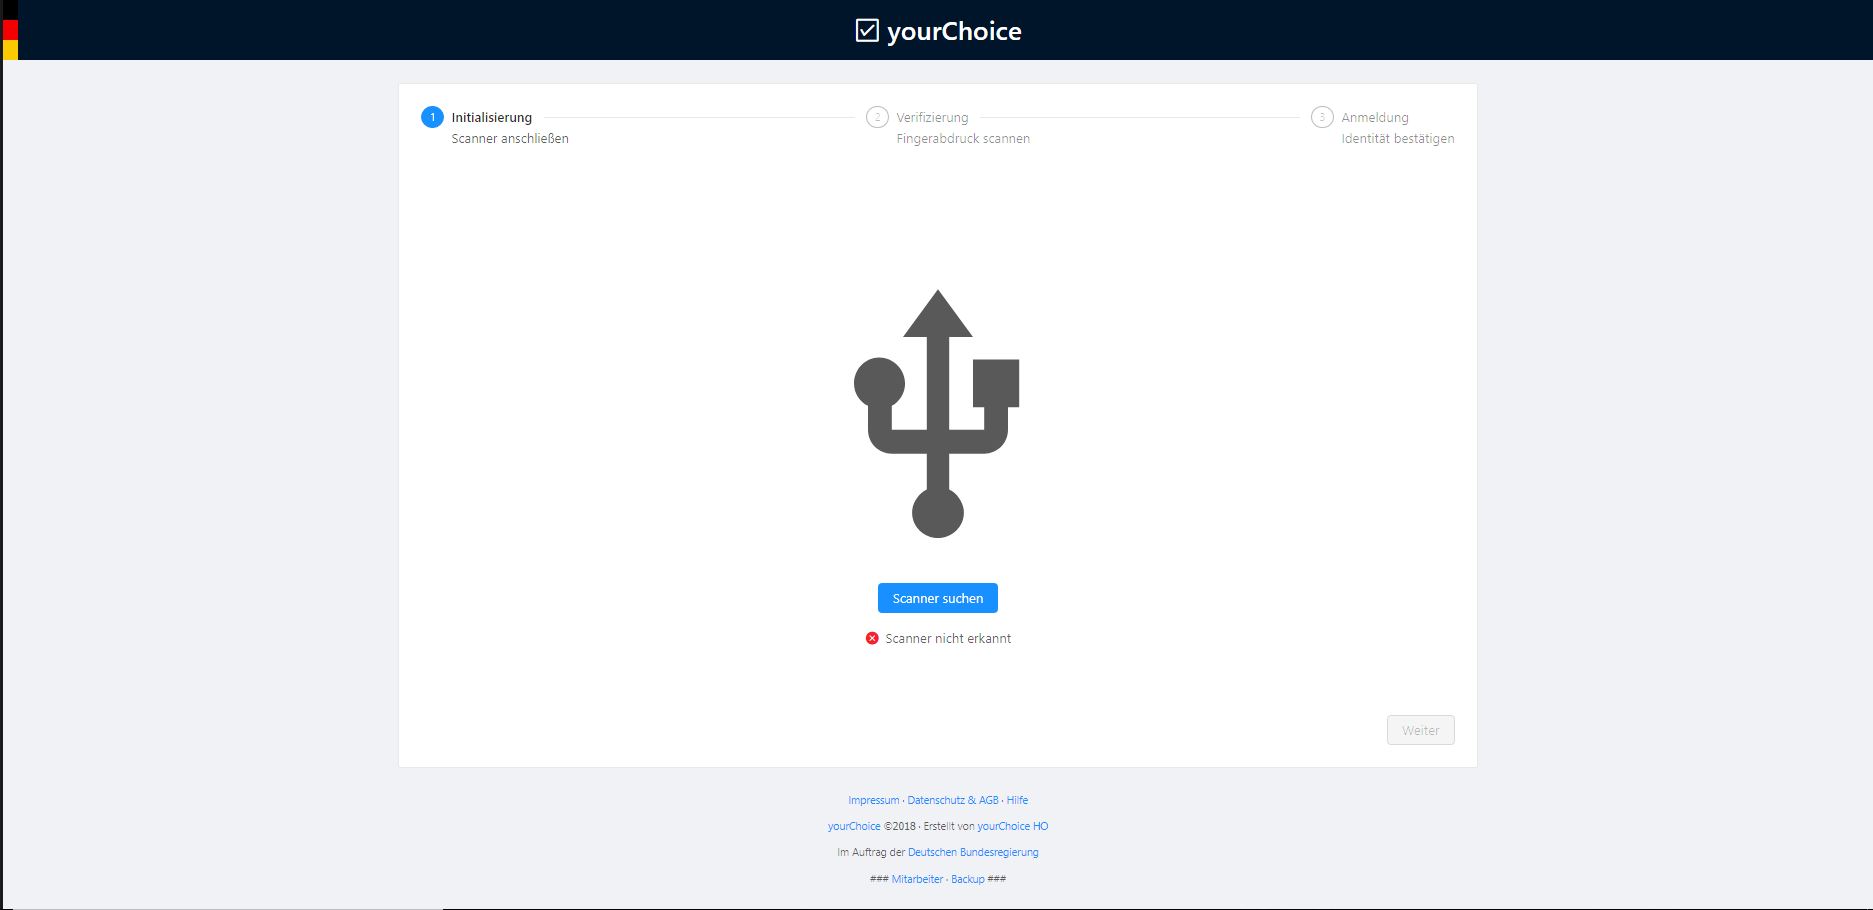 yourChoice
1 Initialisierung
Scanner anschließen
2 Verifizierung
Fingerabdruck scannen
3 Anmeldung
Identität bestätigen
Scanner suchen
Scanner nicht erkannt
Weiter
Impressum · Datenschutz & AGB · Hilfe
yourChoice ©2018 · Erstellt von yourChoice HO
Im Auftrag der Deutschen Bundesregierung
### Mitarbeiter · Backup ###